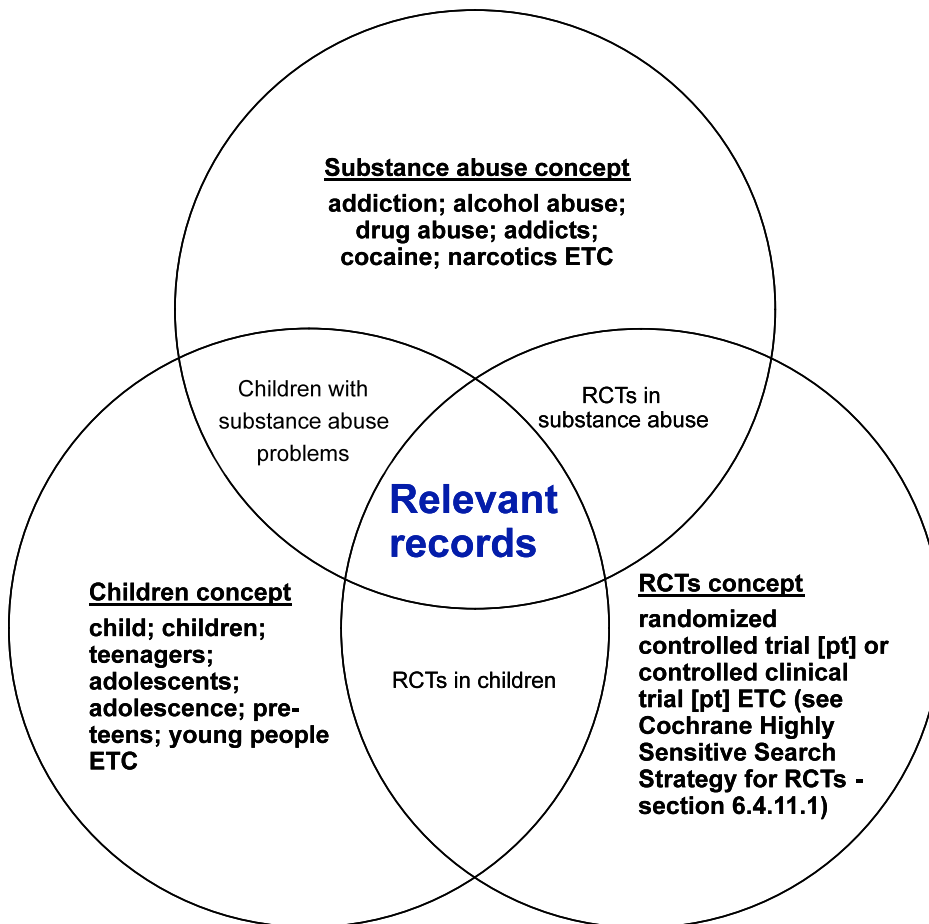 Substance abuse concept
addiction; alcohol abuse;
drug abuse; addicts;
cocaine; narcotics ETC
Children with
substance abuse
problems
RCTs in
substance abuse
Relevant
records
Children concept
child; children;
teenagers;
adolescents;
adolescence; pre-
teens; young people
ETC
RCTs in children
RCTs concept
randomized
controlled trial [pt] or
controlled clinical
trial [pt] ETC (see
Cochrane Highly
Sensitive Search
Strategy for RCTs -
section 6.4.11.1)